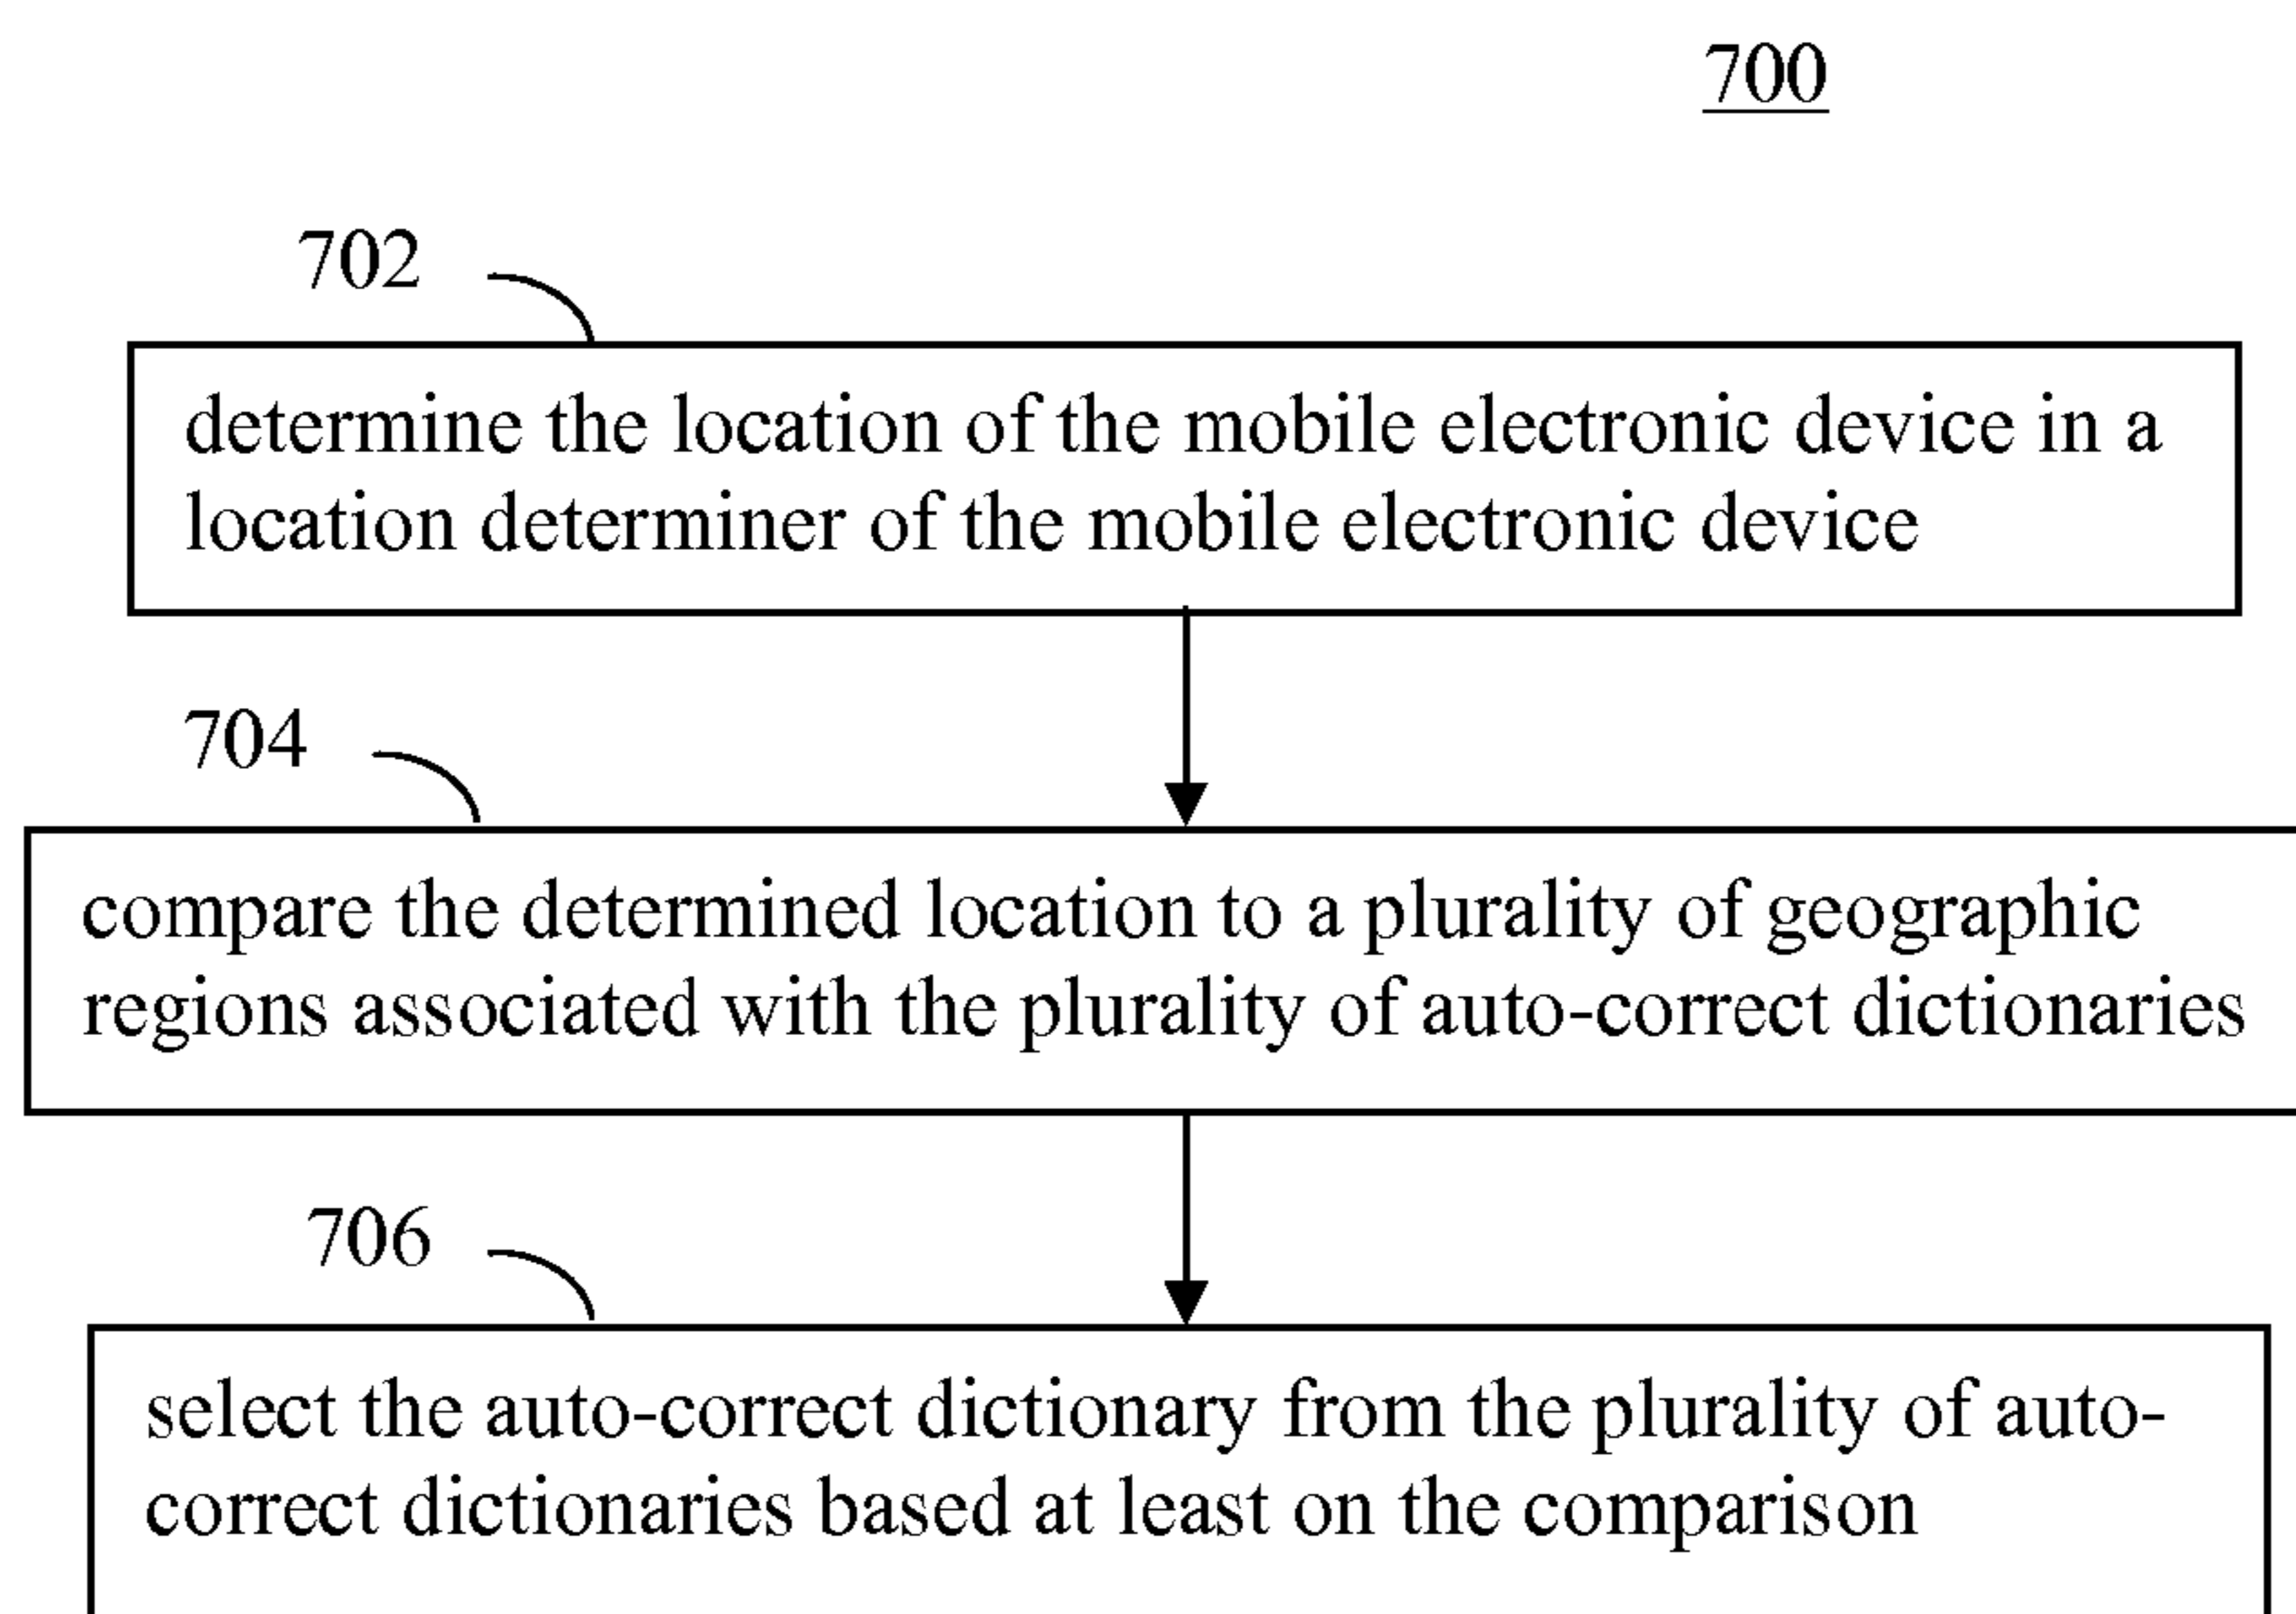 700
702
determine the location of the mobile electronic device in a
location determiner of the mobile electronic device
704
compare the determined location to a plurality of geographic
regions associated with the plurality of auto-correct dictionaries
706
select the auto-correct dictionary from the plurality of auto-
correct dictionaries based at least on the comparison